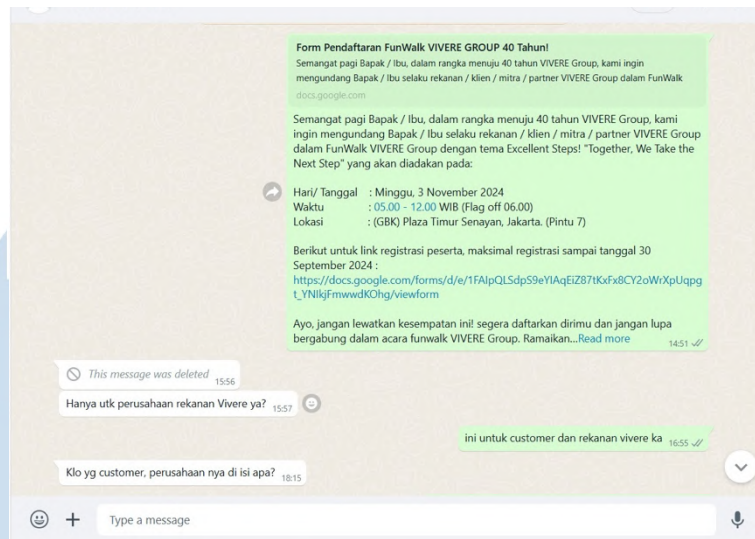 Form Pendaftaran FunWalk VIVERE GROUP 40 Tahun!
Semangat pagi Bapak / Ibu, dalam rangka menuju 40 tahun VIVERE Group, kami ingin
mengundang Bapak / Ibu selaku rekanan / klien / mitra / partner VIVERE Group dalam FunWalk
docs.google.com
Semangat pagi Bapak / Ibu, dalam rangka menuju 40 tahun VIVERE Group, kami
ingin mengundang Bapak / Ibu selaku rekanan / klien / mitra / partner VIVERE Group
dalam FunWalk VIVERE Group dengan tema Excellent Steps! "Together, We Take the
Next Step" yang akan diadakan pada:
Hari/ Tanggal : Minggu, 3 November 2024
Waktu : 05.00 - 12.00 WIB (Flag off 06.00)
Lokasi : (GBK) Plaza Timur Senayan, Jakarta. (Pintu 7)
Berikut untuk link registrasi peserta, maksimal registrasi sampai tanggal 30
September 2024 :
https://docs.google.com/forms/d/e/1FAIpQLSdpS9eYIAqEiZ87tKxFx8CY2oWrXpUqpg
t_YNIkjFmwwdKOhg/viewform
Ayo, jangan lewatkan kesempatan ini! segera daftarkan dirimu dan jangan lupa
bergabung dalam acara funwalk VIVERE Group. Ramaikan...Read more 14:51
This message was deleted 15:56
Hanya utk perusahaan rekanan Vivere ya? 15:57
ini untuk customer dan rekanan vivere ka 16:55
Klo yg customer, perusahaan nya di isi apa? 18:15
Type a message